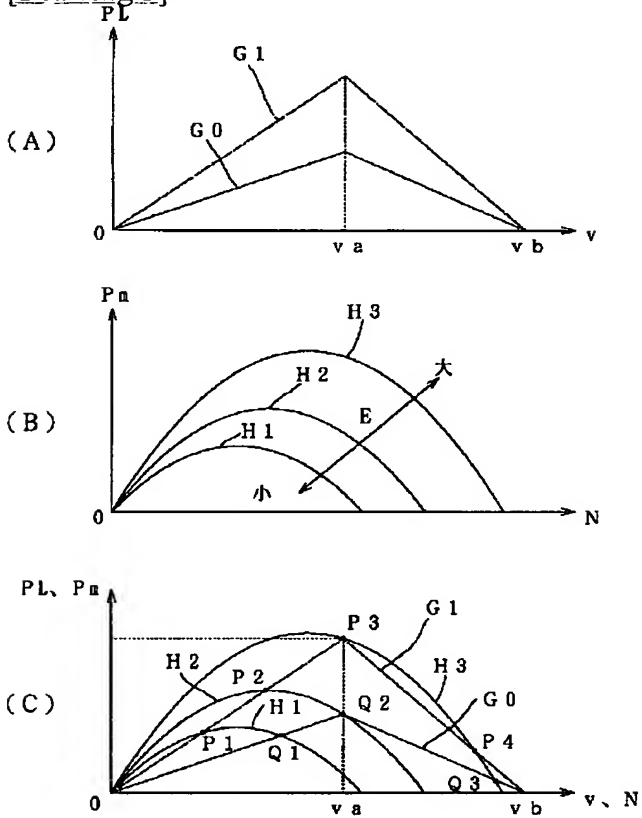 PL
G1
(A)
G0
0
va
vb
v
Pm
H3
大
H2
(B)
E
H1
小
0
N
PL、Pm
G1
P3
H2
H3
P2
G0
(C)
H1
Q2
P1
Q1
P4
Q3
0
va
vb
v、N